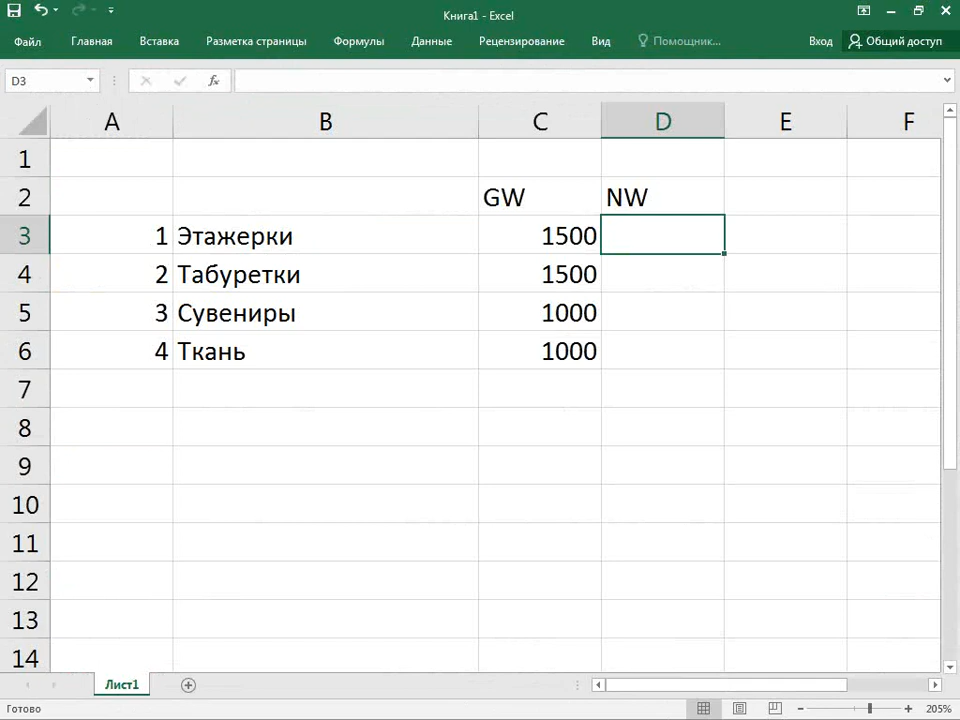 Книга1 - Excel
Файл Главная Вставка Разметка страницы Формулы Данные Рецензирование Вид Помощник... Вход Общий доступ
D3 fx
A B C D E F
1
2 GW NW
3 1 Этажерки 1500
4 2 Табуретки 1500
5 3 Сувениры 1000
6 4 Ткань 1000
7
8
9
10
11
12
13
14
Лист1
Готово 205%